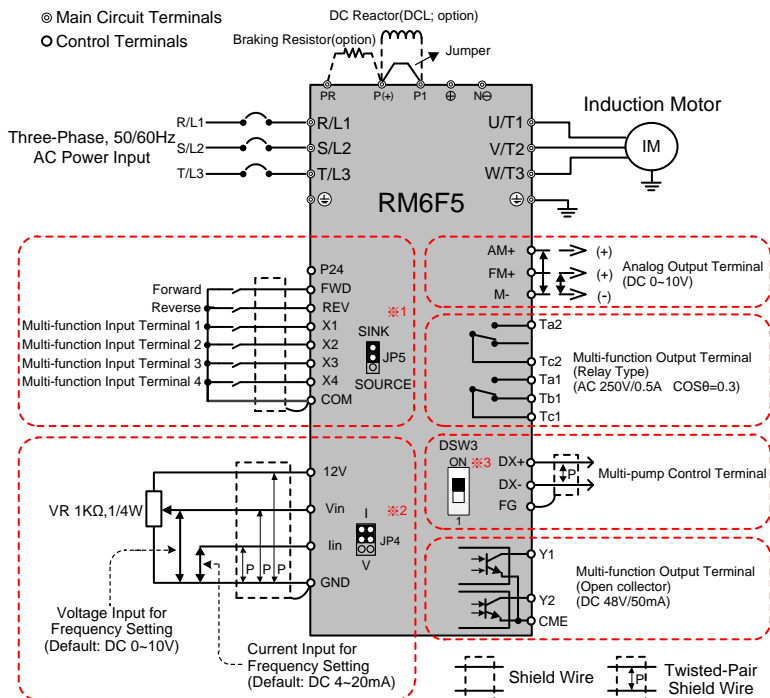 ◎ Main Circuit Terminals
O Control Terminals
DC Reactor(DCL; option)
Braking Resistor(option)
Jumper
PR
P(+)
P1
⊕
N⊖
Three-Phase, 50/60Hz
AC Power Input
R/L1
S/L2
T/L3
R/L1
S/L2
T/L3
RM6F5
U/T1
V/T2
W/T3
Induction Motor
IM
P24
FWD
REV
X1
X2
X3
X4
COM
Forward
Reverse
Multi-function Input Terminal 1
Multi-function Input Terminal 2
Multi-function Input Terminal 3
Multi-function Input Terminal 4
※1
SINK
JP5
SOURCE
AM+
FM+
M-
(+)
(+)
(-)
Analog Output Terminal
(DC 0~10V)
Ta2
Tc2
Ta1
Tb1
Tc1
Multi-function Output Terminal
(Relay Type)
(AC 250V/0.5A COSθ=0.3)
12V
Vin
Iin
GND
VR 1KΩ,1/4W
P
P
P
※2
I
JP4
V
Voltage Input for
Frequency Setting
(Default: DC 0~10V)
Current Input for
Frequency Setting
(Default: DC 4~20mA)
DSW3
ON
※3
1
DX+
DX-
FG
P
Multi-pump Control Terminal
Y1
Y2
CME
Multi-function Output Terminal
(Open collector)
(DC 48V/50mA)
Shield Wire
P
Twisted-Pair
Shield Wire